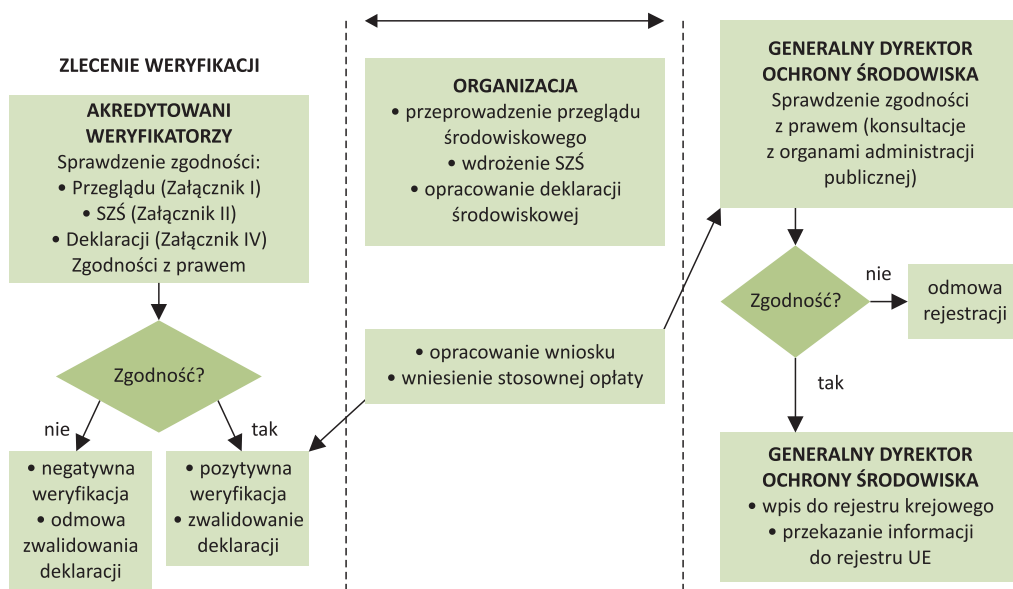 ZLECENIE WERYFIKACJI
AKREDYTOWANI
WERYFIKATORZY
Sprawdzenie zgodności:
• Przeglądu (Załącznik I)
• SZŚ (Załącznik II)
• Deklaracji (Załącznik IV)
Zgodności z prawem
Zgodność?
nie
tak
• negatywna
weryfikacja
• odmowa
zwalidowania
deklaracji
• pozytywna
weryfikacja
• zwalidowanie
deklaracji
ORGANIZACJA
• przeprowadzenie przeglądu
środowiskowego
• wdrożenie SZŚ
• opracowanie deklaracji
środowiskowej
• opracowanie wniosku
• wniesienie stosownej opłaty
GENERALNY DYREKTOR
OCHRONY ŚRODOWISKA
Sprawdzenie zgodności
z prawem (konsultacje
z organami administracji
publicznej)
Zgodność?
nie
odmowa
rejestracji
tak
GENERALNY DYREKTOR
OCHRONY ŚRODOWISKA
• wpis do rejestru krejowego
• przekazanie informacji
do rejestru UE